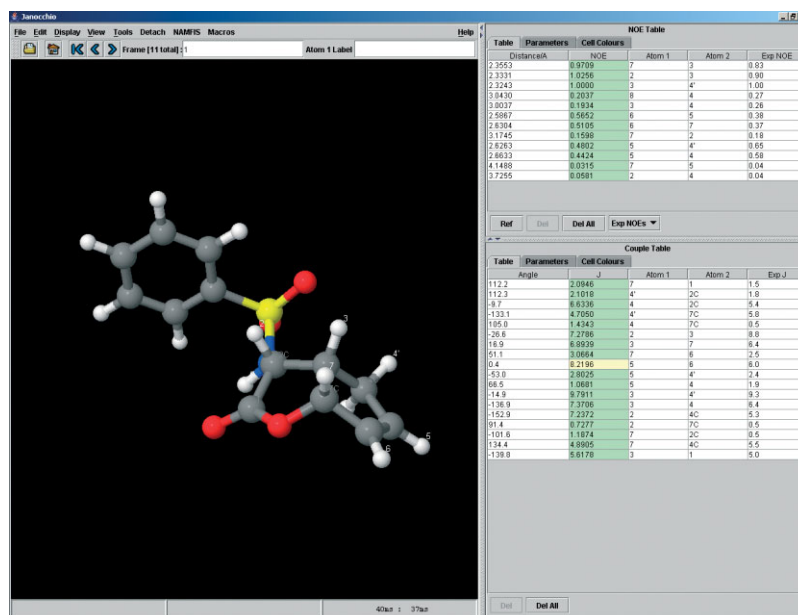 Janocchio
File Edit Display View Tools Detach NAMFIS Macros Help
Frame [11 total] :1 Atom 1 Label
3
4'
7
5
6
40ms : 37ms
NOE Table
Table Parameters Cell Colours
Distance/A NOE Atom 1 Atom 2 Exp NOE
2.3553 0.9709 7 3 0.83
2.3331 1.0256 2 3 0.90
2.3243 1.0000 3 4' 1.00
3.0430 0.2037 8 4 0.27
3.0037 0.1934 3 4 0.26
2.5867 0.5652 6 5 0.38
2.6304 0.5105 6 7 0.37
3.1745 0.1598 7 2 0.18
2.6263 0.4802 5 4' 0.65
2.6633 0.4424 5 4 0.58
4.1488 0.0315 7 5 0.04
3.7255 0.0581 2 4 0.04
Ref Del Del All Exp NOEs
Couple Table
Table Parameters Cell Colours
Angle J Atom 1 Atom 2 Exp J
112.2 2.0946 7 1 1.5
112.3 2.1018 4' 2C 1.8
-9.7 6.6336 4 2C 5.4
-133.1 4.7050 4' 7C 5.8
105.0 1.4343 4 7C 0.5
-26.6 7.2786 2 3 8.8
16.9 6.8939 3 7 6.4
51.1 3.0664 7 6 2.5
0.4 8.2196 5 6 6.0
-53.0 2.8025 5 4' 2.4
66.5 1.0681 5 4 1.9
-14.9 9.7911 3 4' 9.3
-136.9 7.3706 3 4 6.4
-152.9 7.2372 2 4C 5.3
91.4 0.7277 2 7C 0.5
-101.6 1.1874 7 2C 0.5
134.4 4.8905 7 4C 5.5
-139.8 5.6178 3 1 5.0
Del Del All